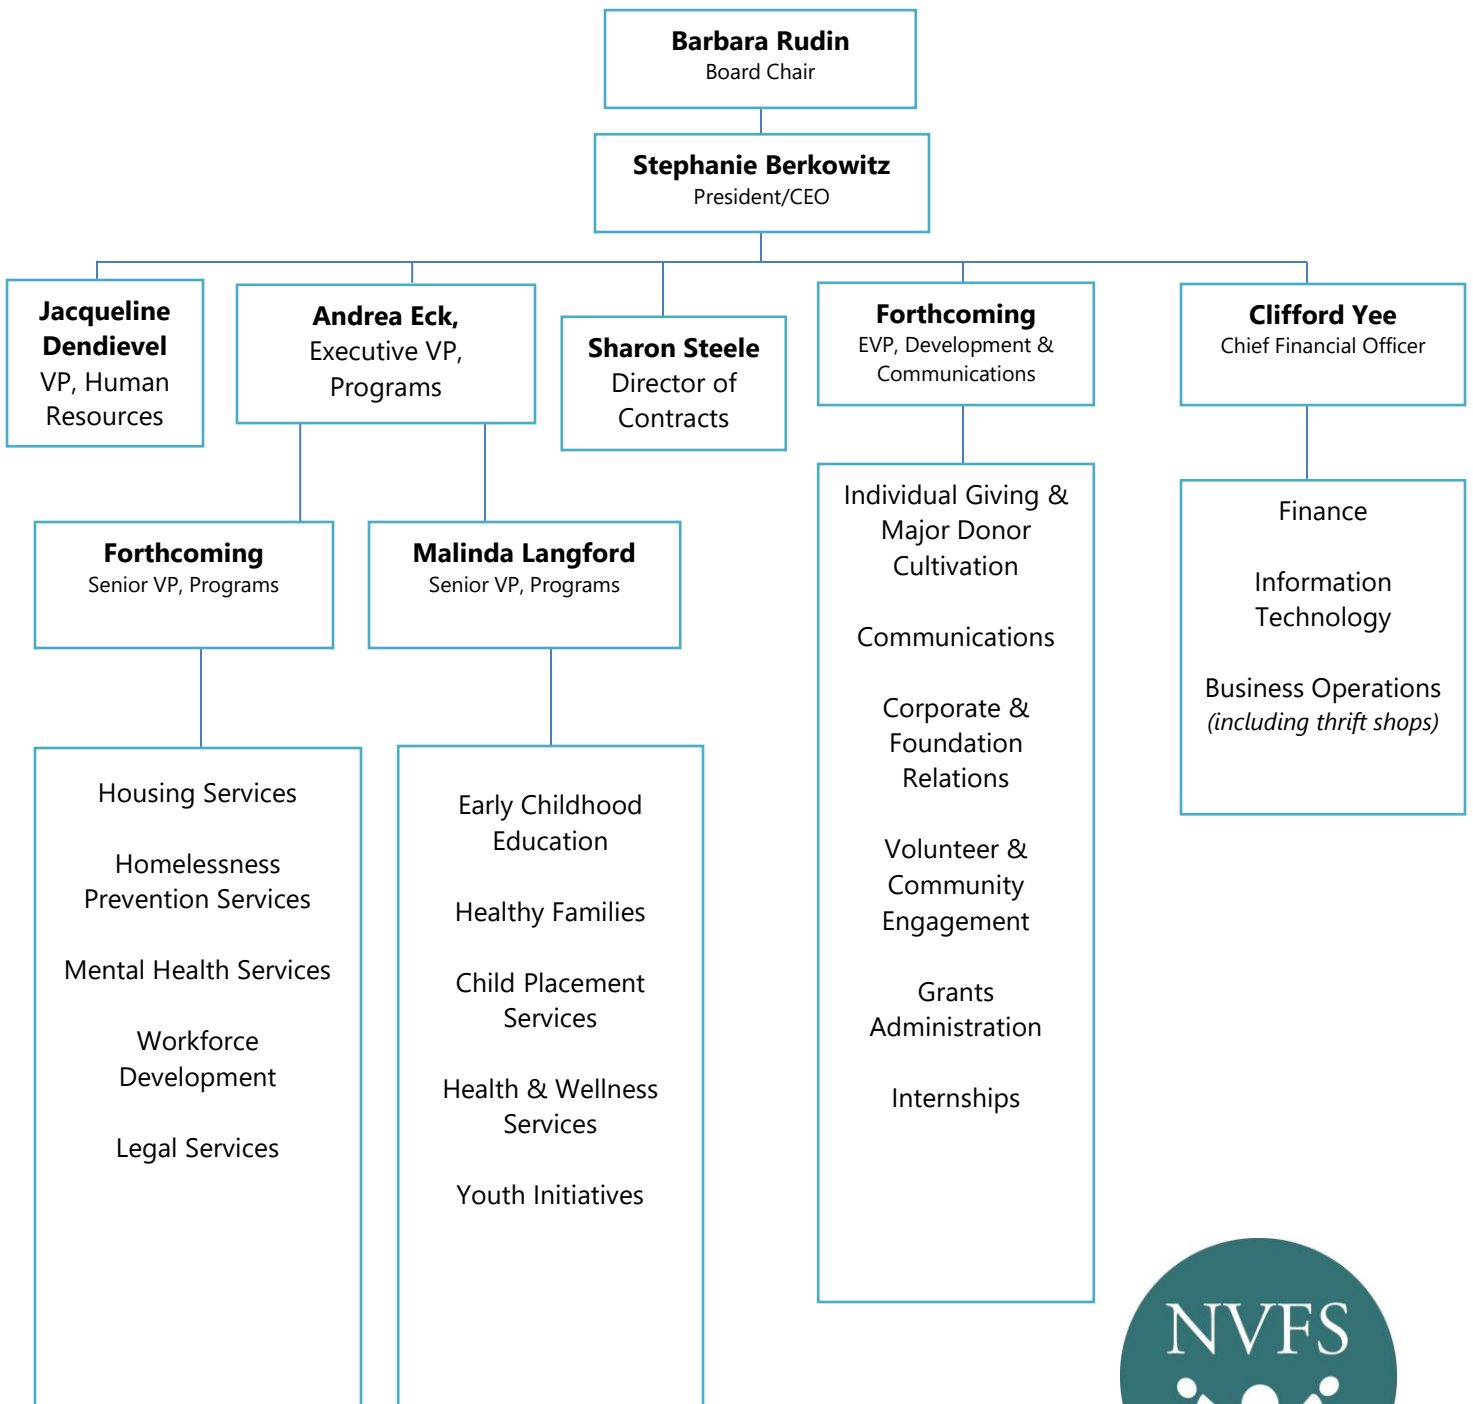 Barbara Rudin
Board Chair
Stephanie Berkowitz
President/CEO
Jacqueline
Dendievel
VP, Human
Resources
Andrea Eck,
Executive VP,
Programs
Sharon Steele
Director of
Contracts
Forthcoming
EVP, Development &
Communications
Clifford Yee
Chief Financial Officer
Forthcoming
Senior VP, Programs
Malinda Langford
Senior VP, Programs
Housing Services
Homelessness
Prevention Services
Mental Health Services
Workforce
Development
Legal Services
Early Childhood
Education
Healthy Families
Child Placement
Services
Health & Wellness
Services
Youth Initiatives
Individual Giving &
Major Donor
Cultivation
Communications
Corporate &
Foundation
Relations
Volunteer &
Community
Engagement
Grants
Administration
Internships
Finance
Information
Technology
Business Operations
(including thrift shops)
NVFS